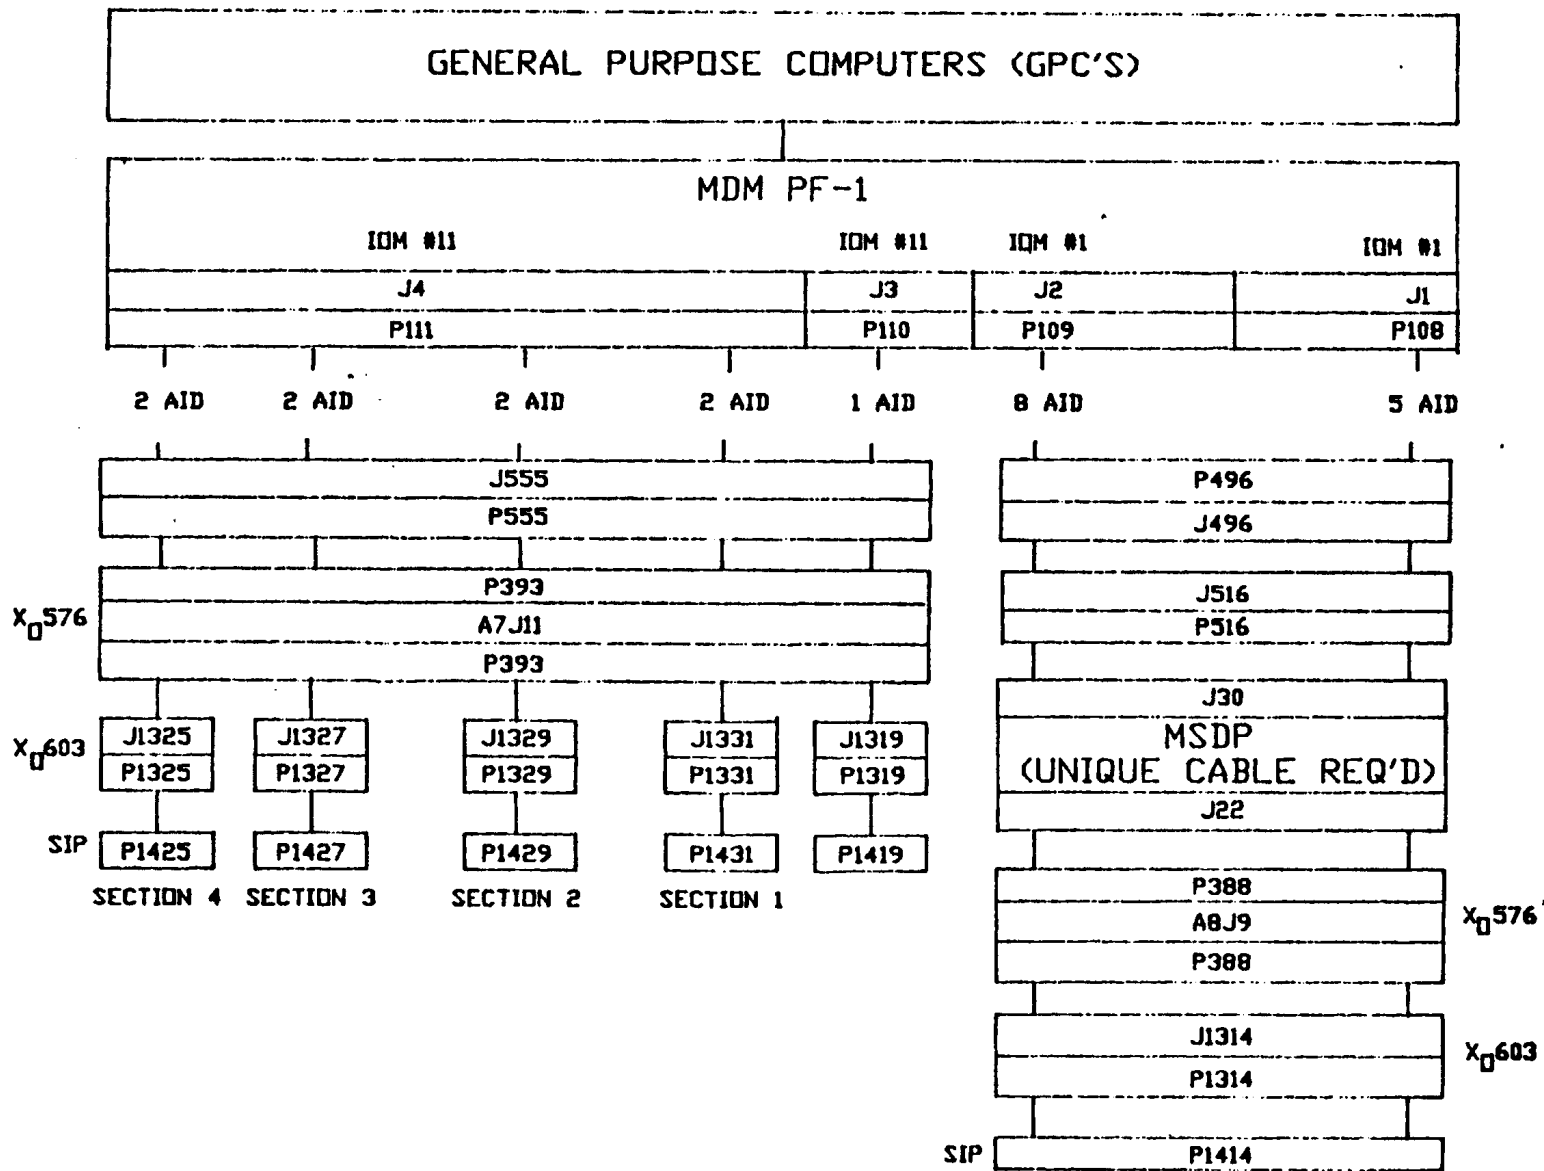 GENERAL PURPOSE COMPUTERS (GPC'S)
MDM PF-1
IOM #11 IOM #11 IOM #1 IOM #1
J4 J3 J2 J1
P111 P110 P109 P108
2 AID 2 AID 2 AID 2 AID 1 AID 8 AID 5 AID
J555 P496
P555 J496
P393 J516
X₀576 A7J11 P516
P393 J30
X₀603 J1325 J1327 J1329 J1331 J1319 MSDP
P1325 P1327 P1329 P1331 P1319 (UNIQUE CABLE REQ'D)
J22
SIP P1425 P1427 P1429 P1431 P1419
SECTION 4 SECTION 3 SECTION 2 SECTION 1 P388
A8J9 X₀576
P388
J1314 X₀603
P1314
SIP P1414